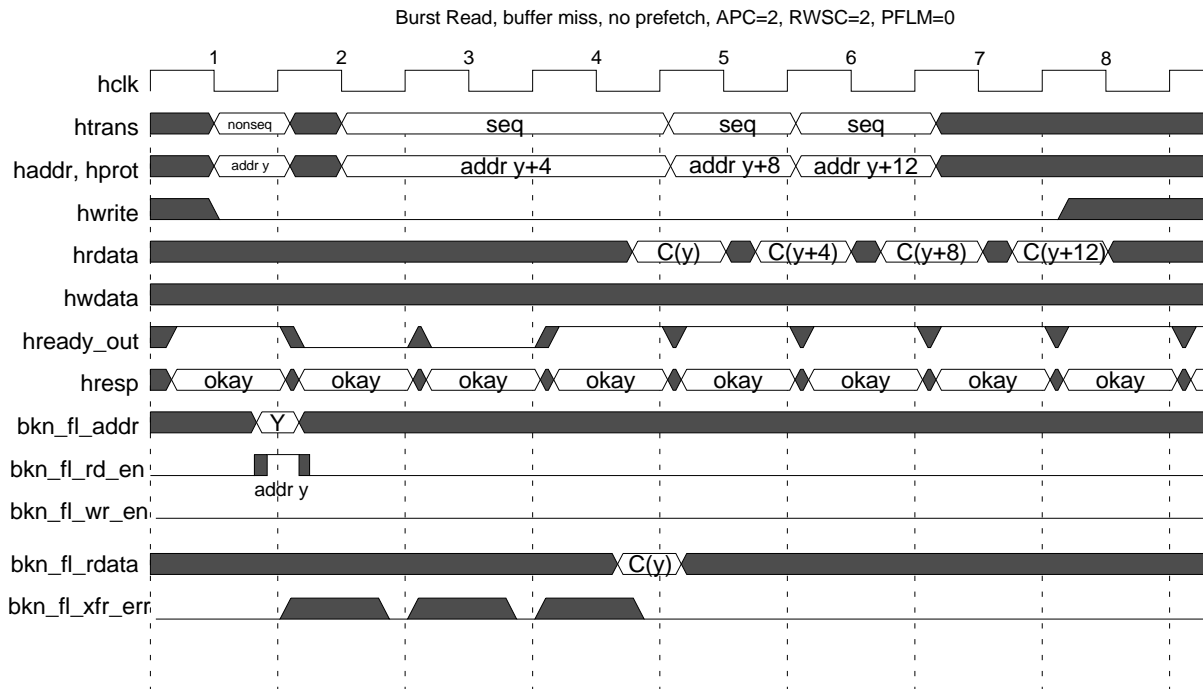 Burst Read, buffer miss, no prefetch, APC=2, RWSC=2, PFLM=0
1 2 3 4 5 6 7 8
hclk
htrans nonseq seq seq seq
haddr, hprot addr y addr y+4 addr y+8 addr y+12
hwrite
hrdata C(y) C(y+4) C(y+8) C(y+12)
hwdata
hready_out
hresp okay okay okay okay okay okay okay okay
bkn_fl_addr Y
bkn_fl_rd_en
addr y
bkn_fl_wr_en
bkn_fl_rdata C(y)
bkn_fl_xfr_err